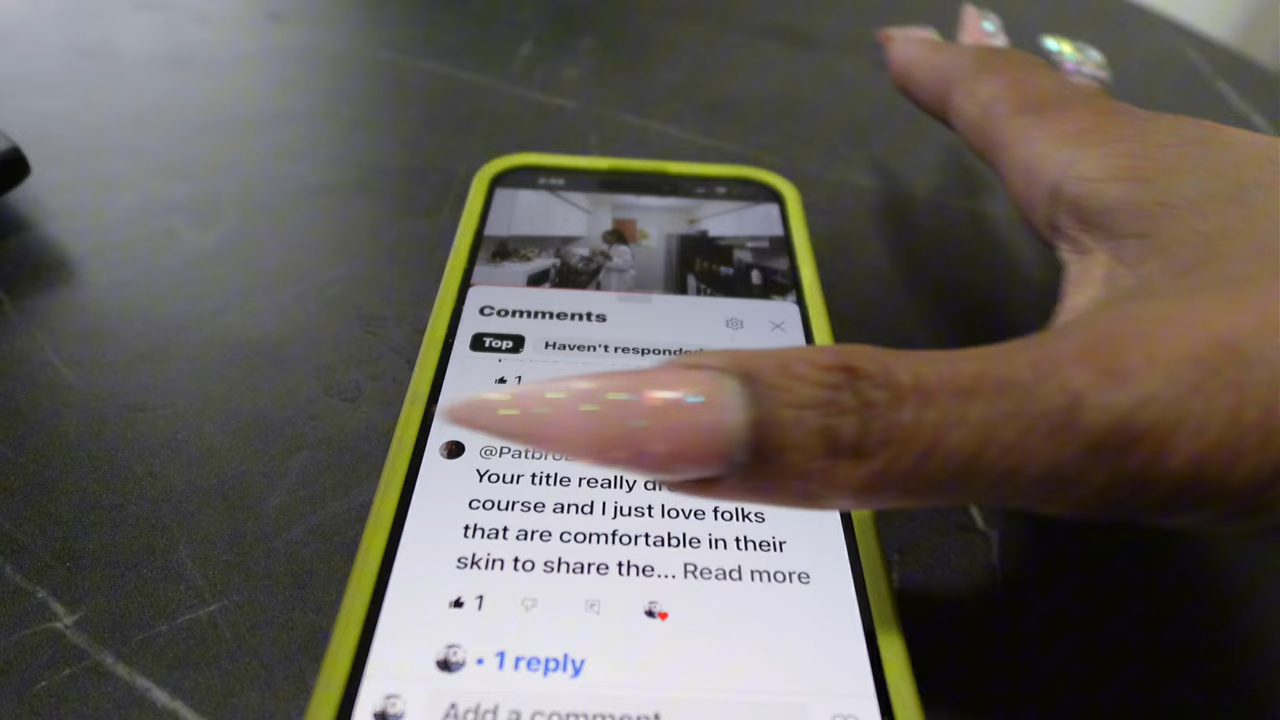 Comments
Top Haven't responded
1
Your title really
course and I just love folks
that are comfortable in their
skin to share the... Read more
1
• 1 reply
Add a comment